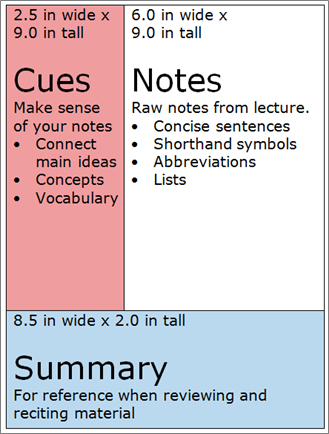 2.5 in wide x
9.0 in tall
Cues
Make sense
of your notes
• Connect
main ideas
• Concepts
• Vocabulary
6.0 in wide x
9.0 in tall
Notes
Raw notes from lecture.
• Concise sentences
• Shorthand symbols
• Abbreviations
• Lists
8.5 in wide x 2.0 in tall
Summary
For reference when reviewing and
reciting material